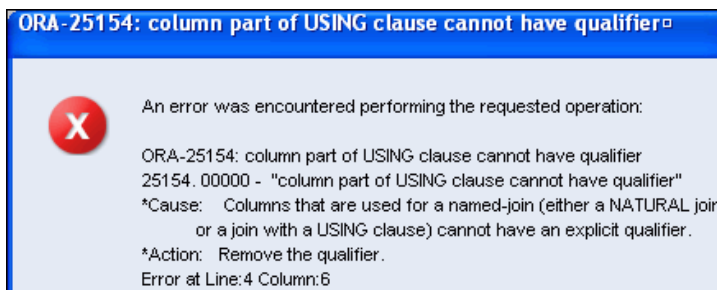 ORA-25154: column part of USING clause cannot have qualifier¤
X
An error was encountered performing the requested operation:
ORA-25154: column part of USING clause cannot have qualifier
25154. 00000 - "column part of USING clause cannot have qualifier"
*Cause: Columns that are used for a named-join (either a NATURAL join
or a join with a USING clause) cannot have an explicit qualifier.
*Action: Remove the qualifier.
Error at Line:4 Column:6